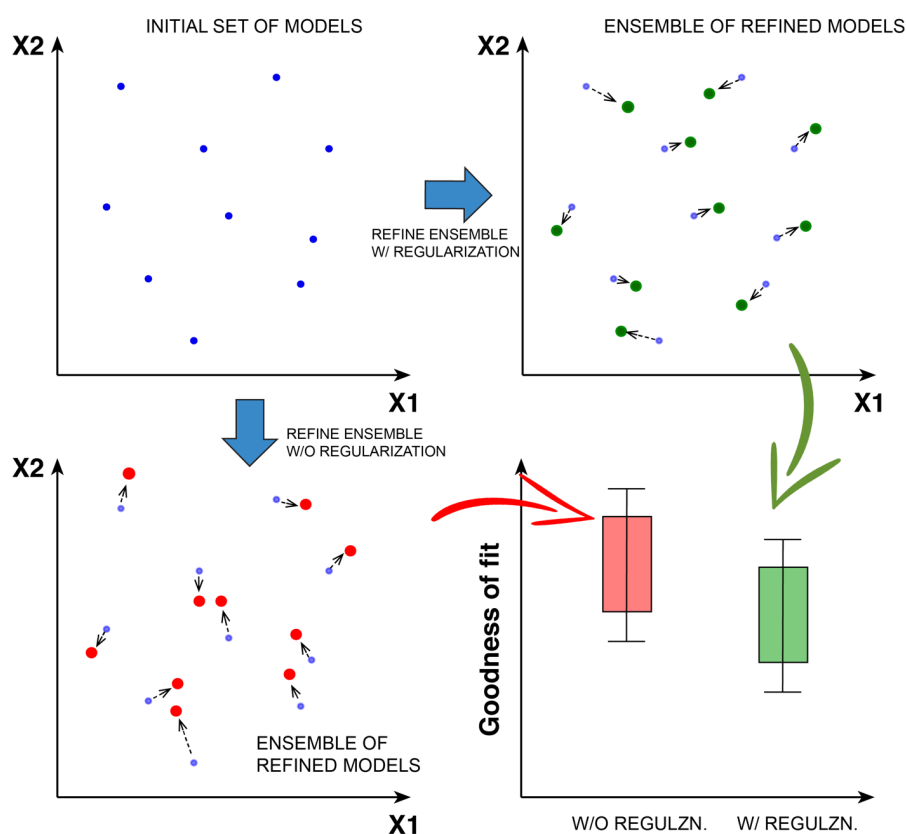 INITIAL SET OF MODELS
X2
X1
ENSEMBLE OF REFINED MODELS
X2
X1
REFINE ENSEMBLE
W/ REGULARIZATION
REFINE ENSEMBLE
W/O REGULARIZATION
X2
X1
ENSEMBLE OF
REFINED MODELS
Goodness of fit
W/O REGULZN.
W/ REGULZN.